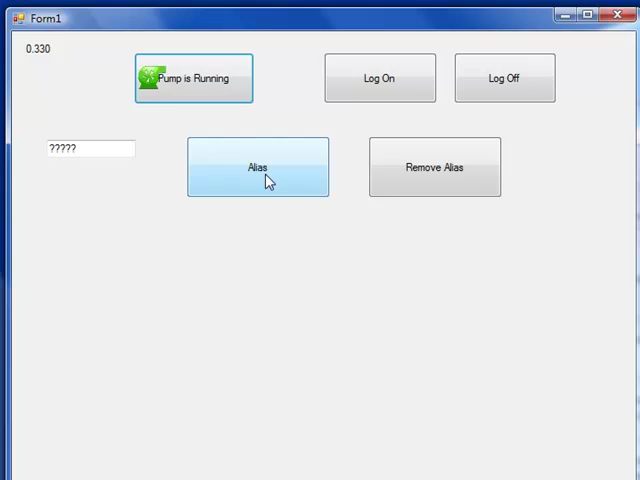 Form1
0.330
Pump is Running
Log On
Log Off
?????
Alias
Remove Alias